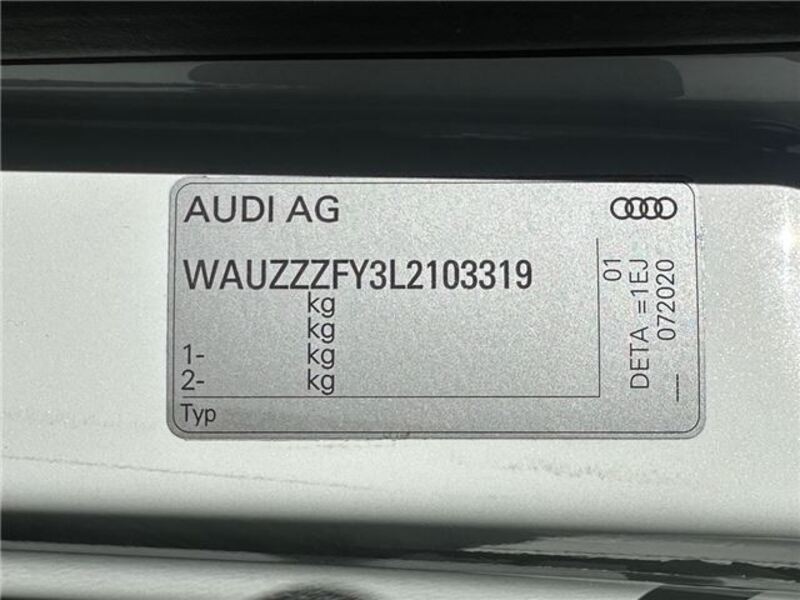 AUDI AG
WAUZZZFY3L2103319
kg
kg
1- kg
2- kg
Typ
01
DETA =1EJ
072020